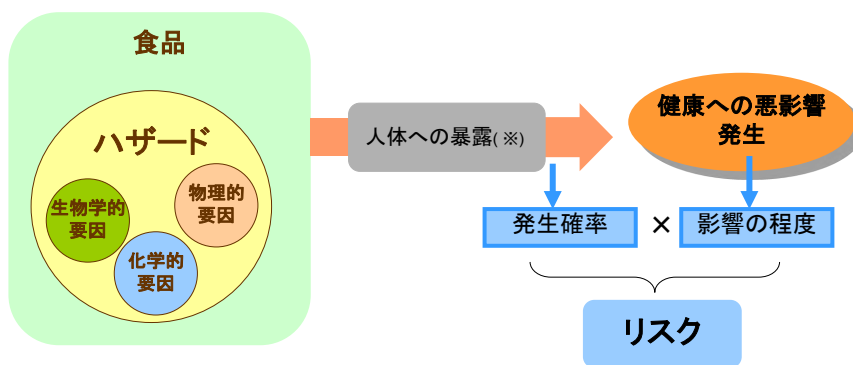 食品
ハザード
生物学的
要因
物理的
要因
化学的
要因
人体への暴露(※)
健康への悪影響
発生
発生確率
×
影響の程度
リスク